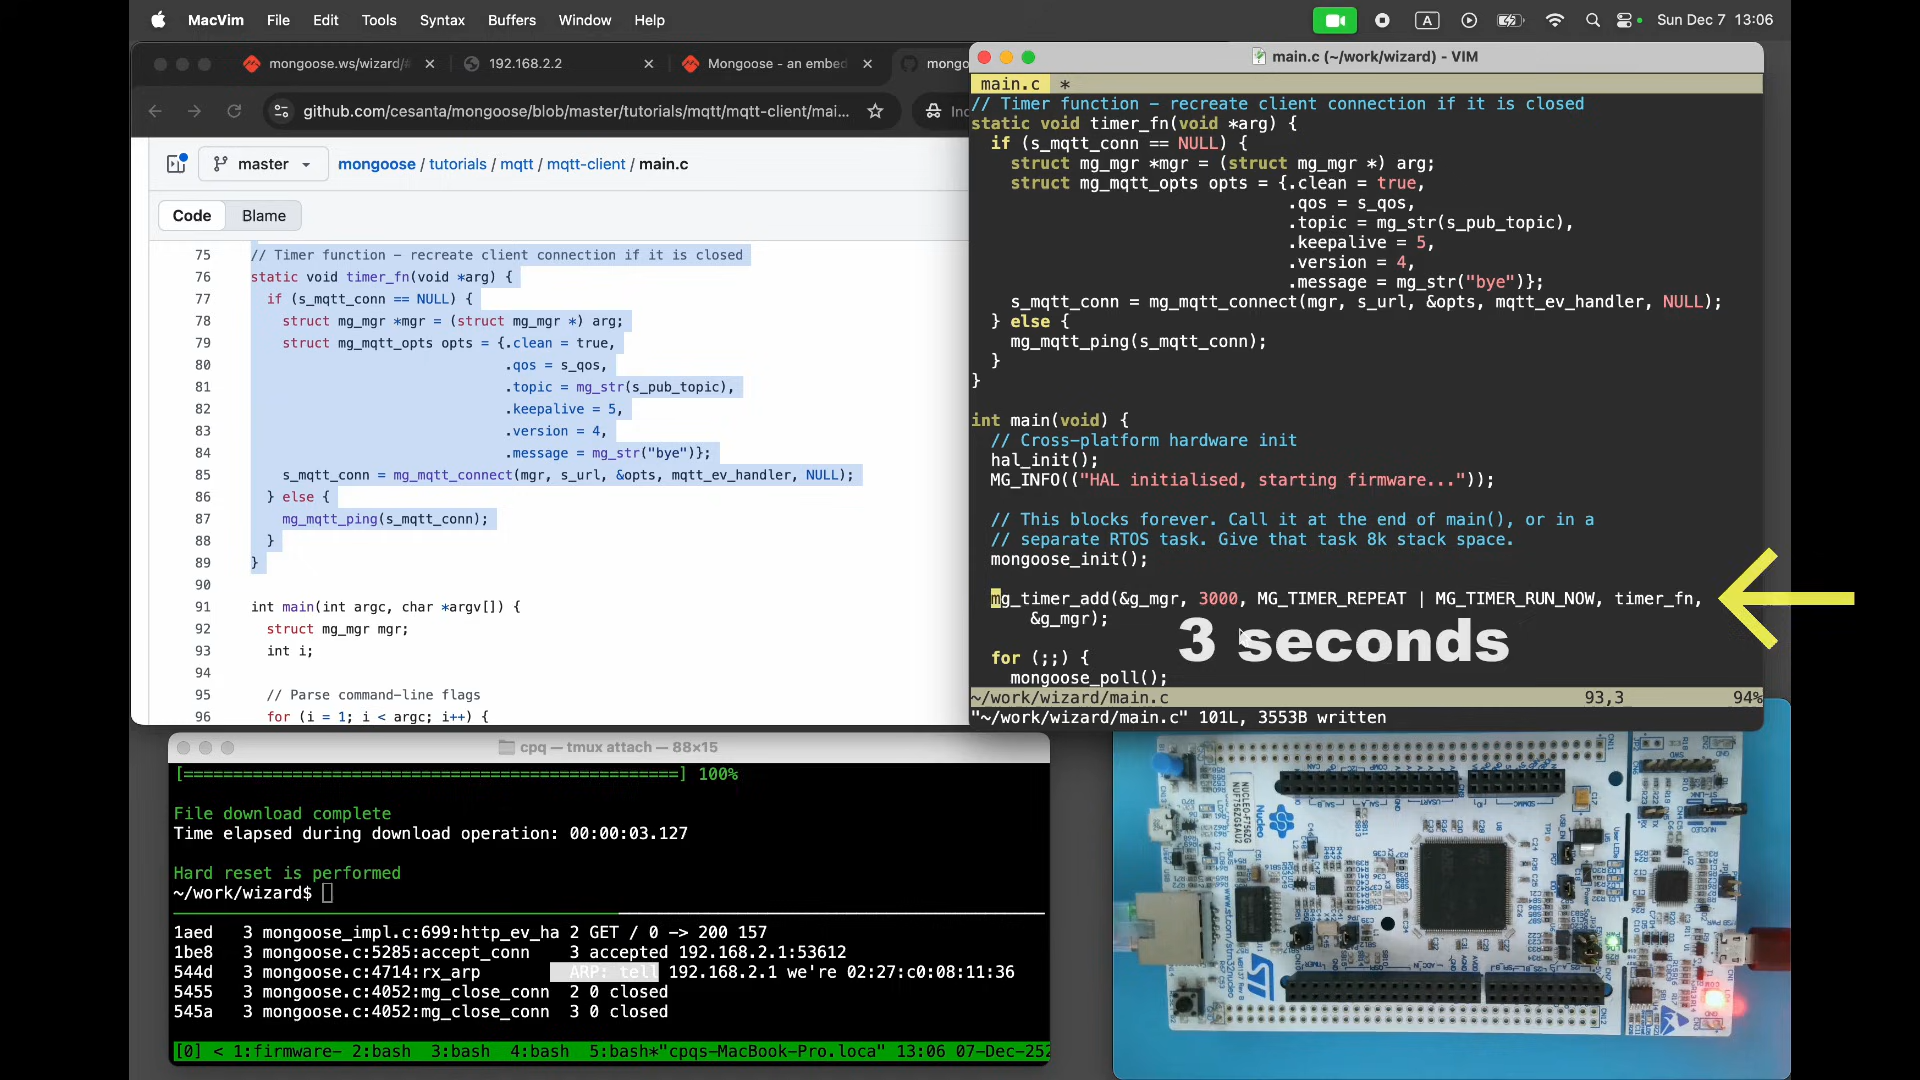 MacVim File Edit Tools Syntax Buffers Window Help
A
Sun Dec 7 13:06
mongoose.ws/wizard/#
192.168.2.2
Mongoose - an embed
mongo
github.com/cesanta/mongoose/blob/master/tutorials/mqtt/mqtt-client/mai...
master
mongoose / tutorials / mqtt / mqtt-client / main.c
Code Blame
75 // Timer function - recreate client connection if it is closed
76 static void timer_fn(void *arg) {
77 if (s_mqtt_conn == NULL) {
78 struct mg_mgr *mgr = (struct mg_mgr *) arg;
79 struct mg_mqtt_opts opts = {.clean = true,
80 .qos = s_qos,
81 .topic = mg_str(s_pub_topic),
82 .keepalive = 5,
83 .version = 4,
84 .message = mg_str("bye")};
85 s_mqtt_conn = mg_mqtt_connect(mgr, s_url, &opts, mqtt_ev_handler, NULL);
86 } else {
87 mg_mqtt_ping(s_mqtt_conn);
88 }
89 }
90
91 int main(int argc, char *argv[]) {
92 struct mg_mgr mgr;
93 int i;
94
95 // Parse command-line flags
96 for (i = 1; i < argc; i++) {
main.c (~/work/wizard) - VIM
main.c *
// Timer function - recreate client connection if it is closed
static void timer_fn(void *arg) {
if (s_mqtt_conn == NULL) {
struct mg_mgr *mgr = (struct mg_mgr *) arg;
struct mg_mqtt_opts opts = {.clean = true,
.qos = s_qos,
.topic = mg_str(s_pub_topic),
.keepalive = 5,
.version = 4,
.message = mg_str("bye")};
s_mqtt_conn = mg_mqtt_connect(mgr, s_url, &opts, mqtt_ev_handler, NULL);
} else {
mg_mqtt_ping(s_mqtt_conn);
}
}
int main(void) {
// Cross-platform hardware init
hal_init();
MG_INFO(("HAL initialised, starting firmware..."));
// This blocks forever. Call it at the end of main(), or in a
// separate RTOS task. Give that task 8k stack space.
mongoose_init();
mg_timer_add(&g_mgr, 3000, MG_TIMER_REPEAT | MG_TIMER_RUN_NOW, timer_fn,
&g_mgr);
3 seconds
for (;;) {
mongoose_poll();
~/work/wizard/main.c 93,3 94%
"~/work/wizard/main.c" 101L, 3553B written
cpq — tmux attach — 88×15
[==================================================] 100%
File download complete
Time elapsed during download operation: 00:00:03.127
Hard reset is performed
~/work/wizard$
1aed 3 mongoose_impl.c:699:http_ev_ha 2 GET / 0 -> 200 157
1be8 3 mongoose.c:5285:accept_conn 3 accepted 192.168.2.1:53612
544d 3 mongoose.c:4714:rx_arp ARP: tell 192.168.2.1 we're 02:27:c0:08:11:36
5455 3 mongoose.c:4052:mg_close_conn 2 0 closed
545a 3 mongoose.c:4052:mg_close_conn 3 0 closed
[0] < 1:firmware- 2:bash 3:bash 4:bash 5:bash*"cpqs-MacBook-Pro.loca" 13:06 07-Dec-252
Nucleo
ST